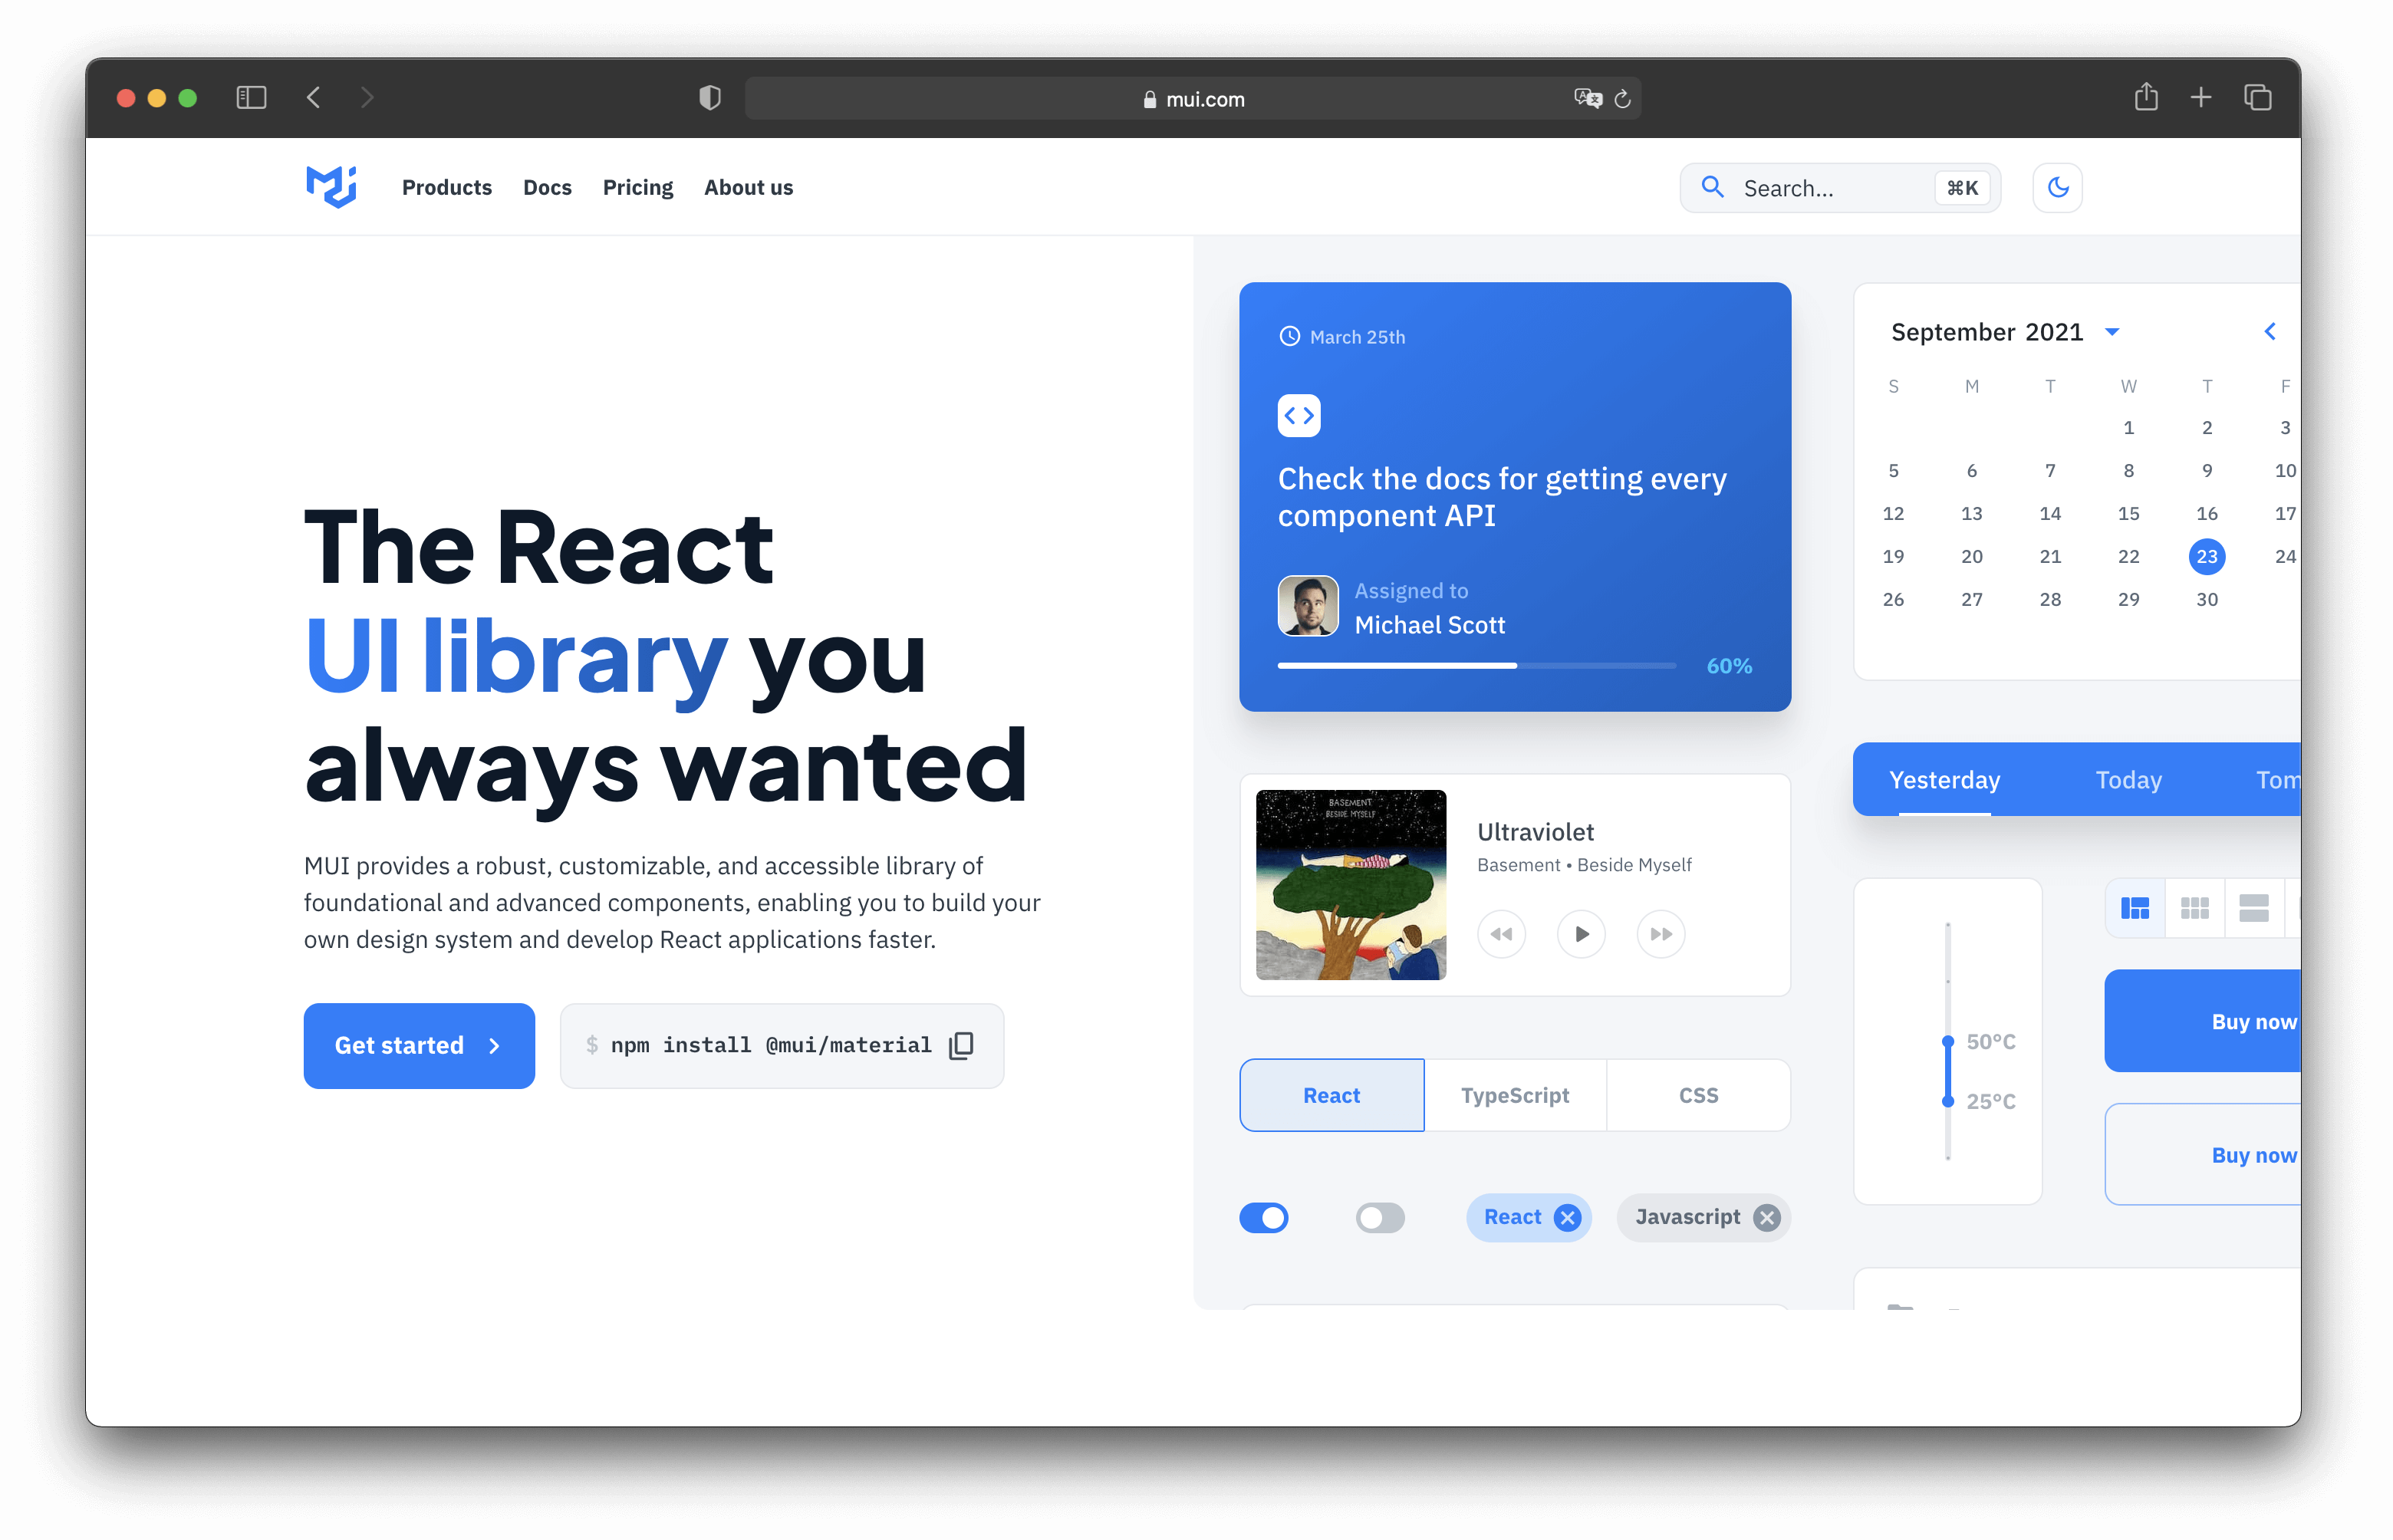 mui.com
Products Docs Pricing About us
Search... ⌘K
The React
UI library you
always wanted
MUI provides a robust, customizable, and accessible library of
foundational and advanced components, enabling you to build your
own design system and develop React applications faster.
Get started
$ npm install @mui/material
March 25th
Check the docs for getting every
component API
Assigned to
Michael Scott
60%
BASEMENT
BESIDE MYSELF
Ultraviolet
Basement • Beside Myself
React TypeScript CSS
React Javascript
September 2021
S M T W T F
1 2 3
5 6 7 8 9 10
12 13 14 15 16 17
19 20 21 22 23 24
26 27 28 29 30
Yesterday Today Tom
50°C
25°C
Buy now
Buy now